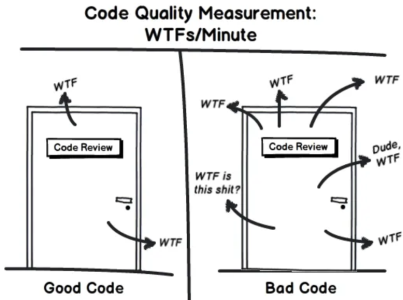 Code Quality Measurement:
WTFs/Minute
WTF
Code Review
WTF
Good Code
WTF
WTF
WTF
Code Review
Dude,
WTF
WTF is
this shit?
WTF
Bad Code